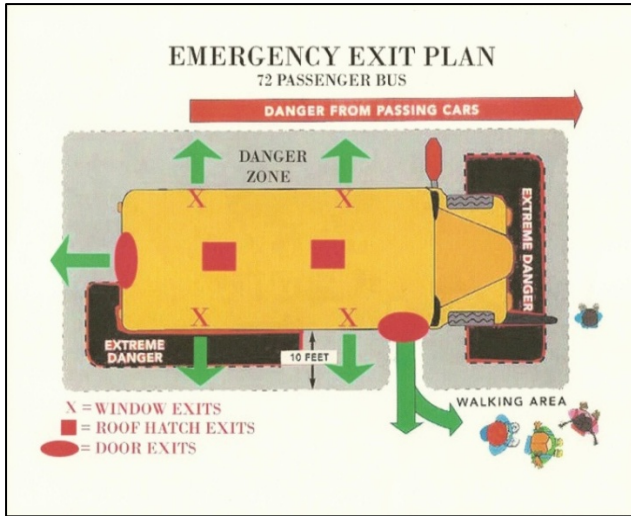 EMERGENCY EXIT PLAN
72 PASSENGER BUS
DANGER FROM PASSING CARS
DANGER
ZONE
X
X
EXTREME DANGER
X
X
EXTREME
DANGER
10 FEET
WALKING AREA
X = WINDOW EXITS
= ROOF HATCH EXITS
= DOOR EXITS